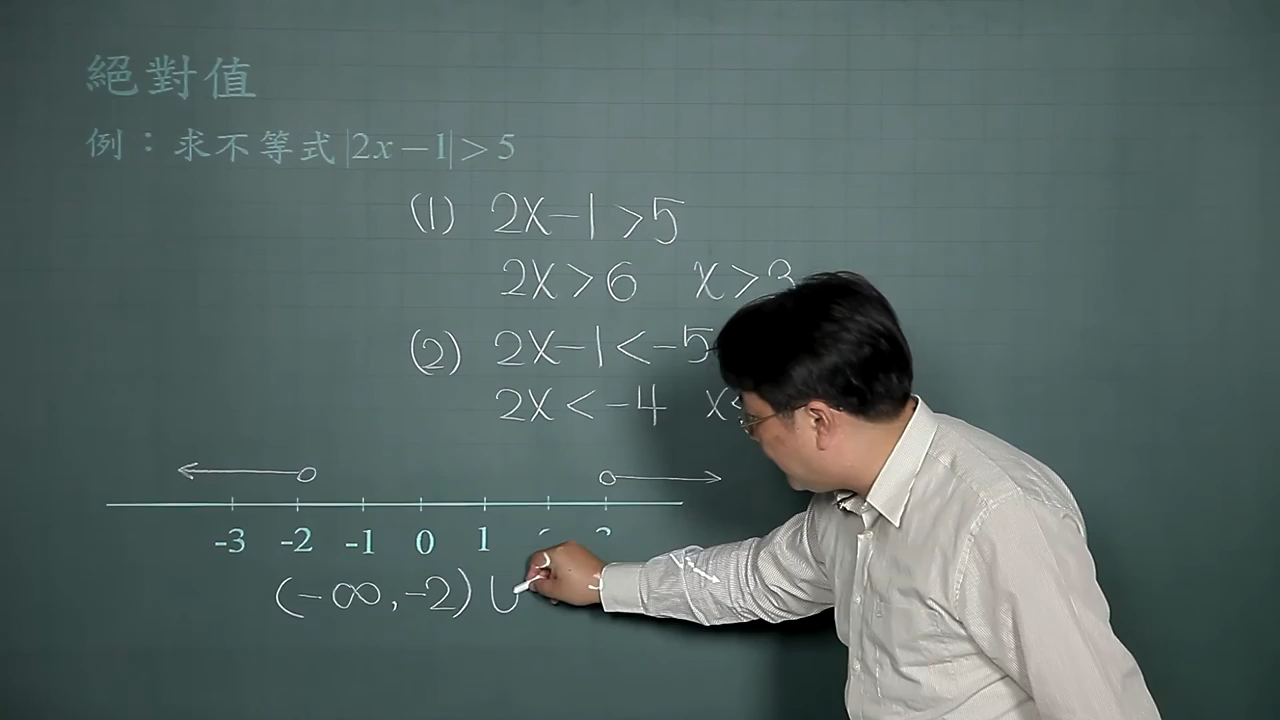 絕對值
例：求不等式|2x－1|>5
(1) 2X-1>5
2X>6 X>3
(2) 2X-1<-5
2X<-4 X<
-3 -2 -1 0 1
(-∞,-2)∪